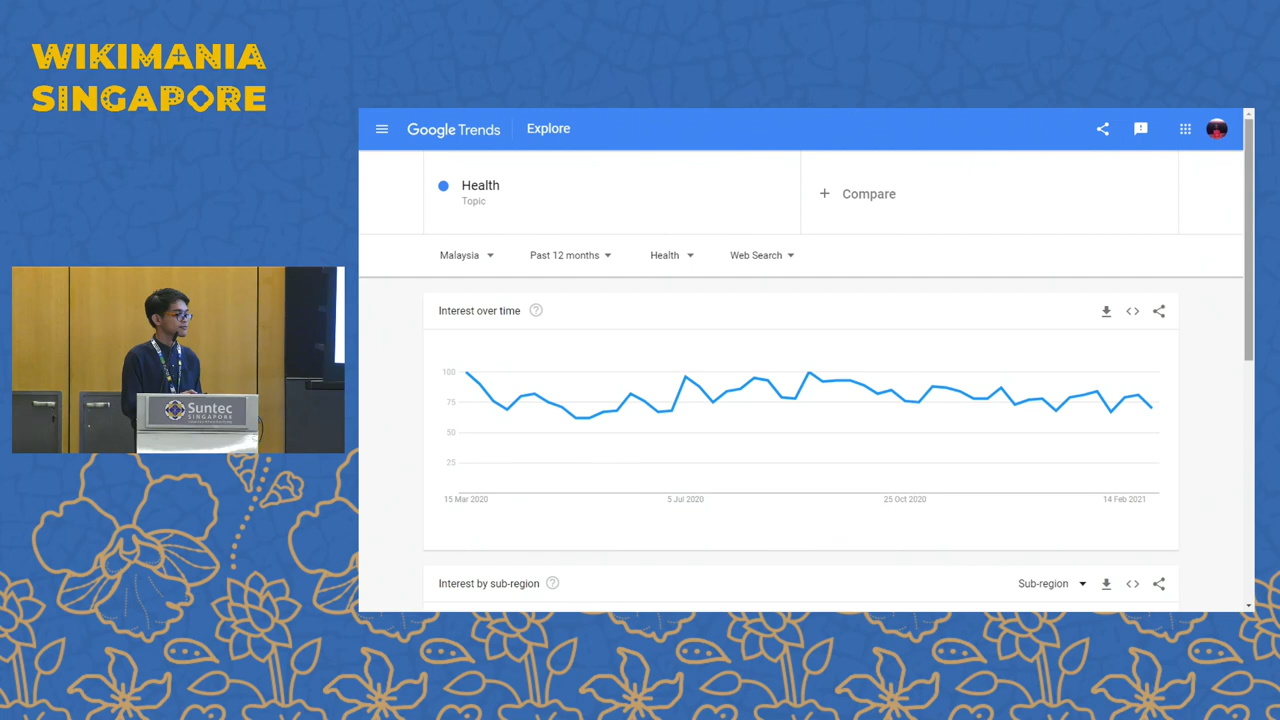 WIKIMANIA
SINGAPORE
Google Trends
Explore
Health
Topic
+ Compare
Malaysia
Past 12 months
Health
Web Search
Interest over time
100
75
50
25
15 Mar 2020
5 Jul 2020
25 Oct 2020
14 Feb 2021
Interest by sub-region
Sub-region
Suntec
SINGAPORE